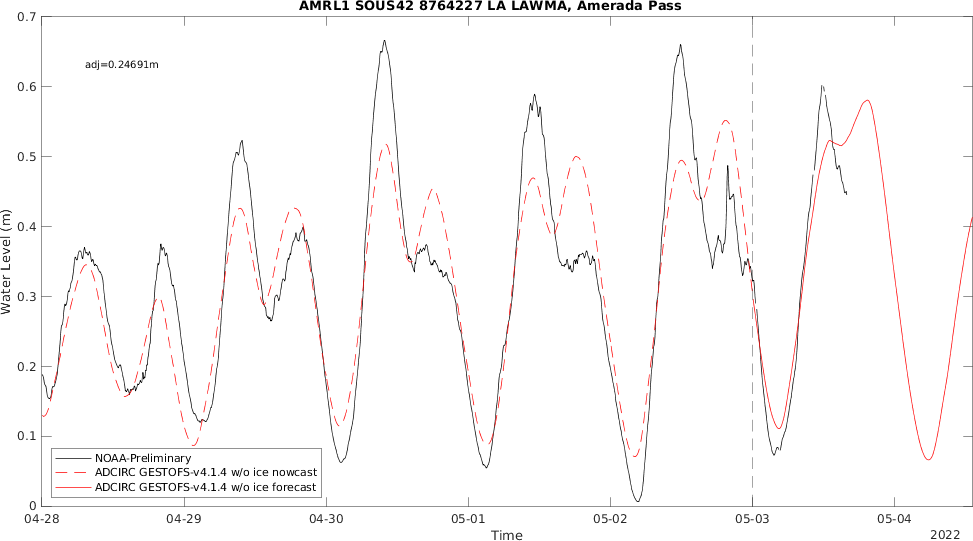 AMRL1 SOUS42 8764227 LA LAWMA, Amerada Pass
adj=0.24691m
Water Level (m)
0.7
0.6
0.5
0.4
0.3
0.2
0.1
0
NOAA-Preliminary
ADCIRC GESTOFS-v4.1.4 w/o ice nowcast
ADCIRC GESTOFS-v4.1.4 w/o ice forecast
04-28 04-29 04-30 05-01 05-02 05-03 05-04
Time
2022